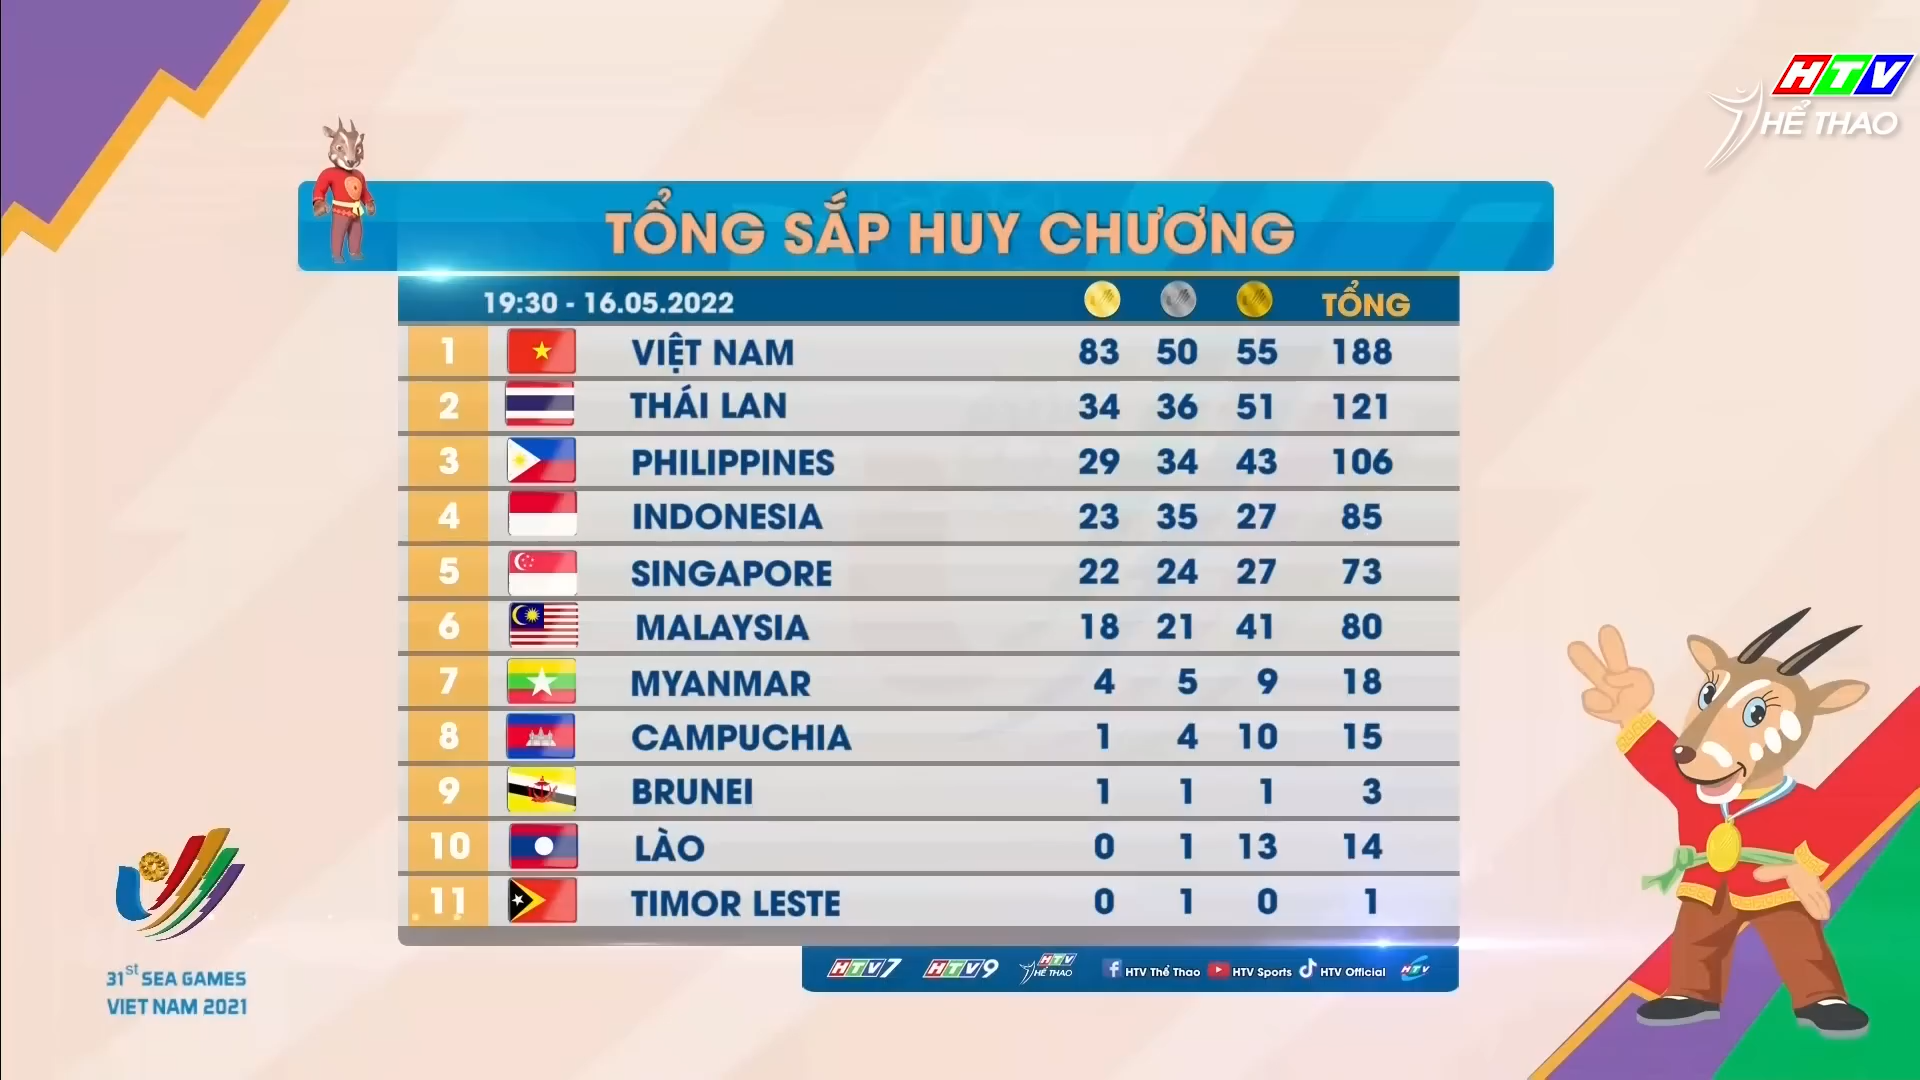 HTV
THỂ THAO
TỔNG SẮP HUY CHƯƠNG
19:30 - 16.05.2022 TỔNG
1 VIỆT NAM 83 50 55 188
2 THÁI LAN 34 36 51 121
3 PHILIPPINES 29 34 43 106
4 INDONESIA 23 35 27 85
5 SINGAPORE 22 24 27 73
6 MALAYSIA 18 21 41 80
7 MYANMAR 4 5 9 18
8 CAMPUCHIA 1 4 10 15
9 BRUNEI 1 1 1 3
10 LÀO 0 1 13 14
11 TIMOR LESTE 0 1 0 1
HTV7 HTV9 HTV THỂ THAO HTV Thể Thao HTV Sports HTV Official HTV
31st SEA GAMES
VIET NAM 2021